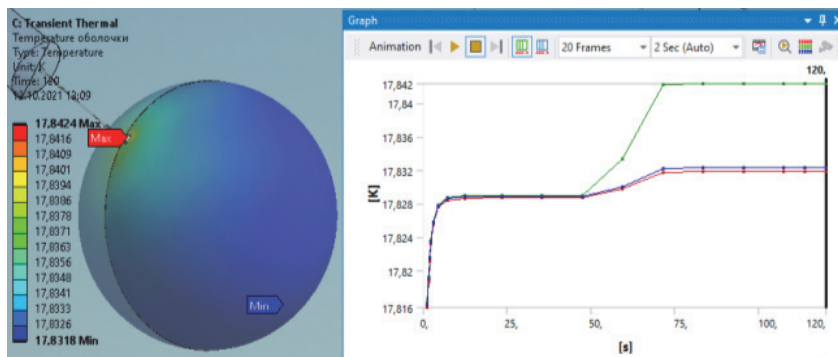 C: Transient Thermal
Температура оболочки
Type: Temperature
Unit: K
Time: 120
12.10.2021 13:09
17,8424 Max
17,8416
17,8409
17,8401
17,8394
17,8386
17,8378
17,8371
17,8363
17,8356
17,8348
17,8341
17,8333
17,8326
17,8318 Min
Max
Min
Graph
Animation
20 Frames
2 Sec (Auto)
120,
17,842
17,84
17,836
17,832
17,828
17,824
17,82
17,816
[K]
0,
25,
50,
75,
100,
120,
[s]